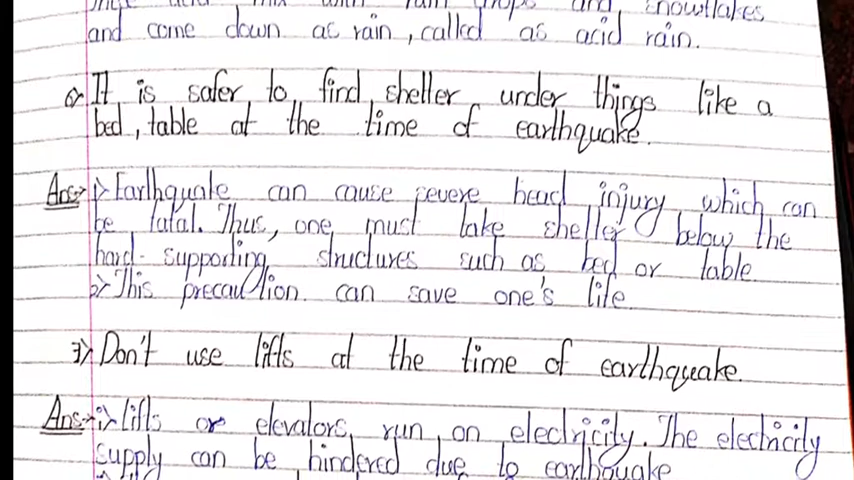 and come down as rain, called as acid rain.
It is safer to find shelter under things like a
bed, table at the time of earthquake.
Ans:- 1> Earthquake can cause severe head injury which can
be fatal. Thus, one must take shelter below the
hard supporting structures such as bed or table
2> This precaution can save one's life
3> Don't use lifts at the time of earthquake.
Ans:- i> Lifts or elevators run on electricity. The electricity
supply can be hindered due to earthquake